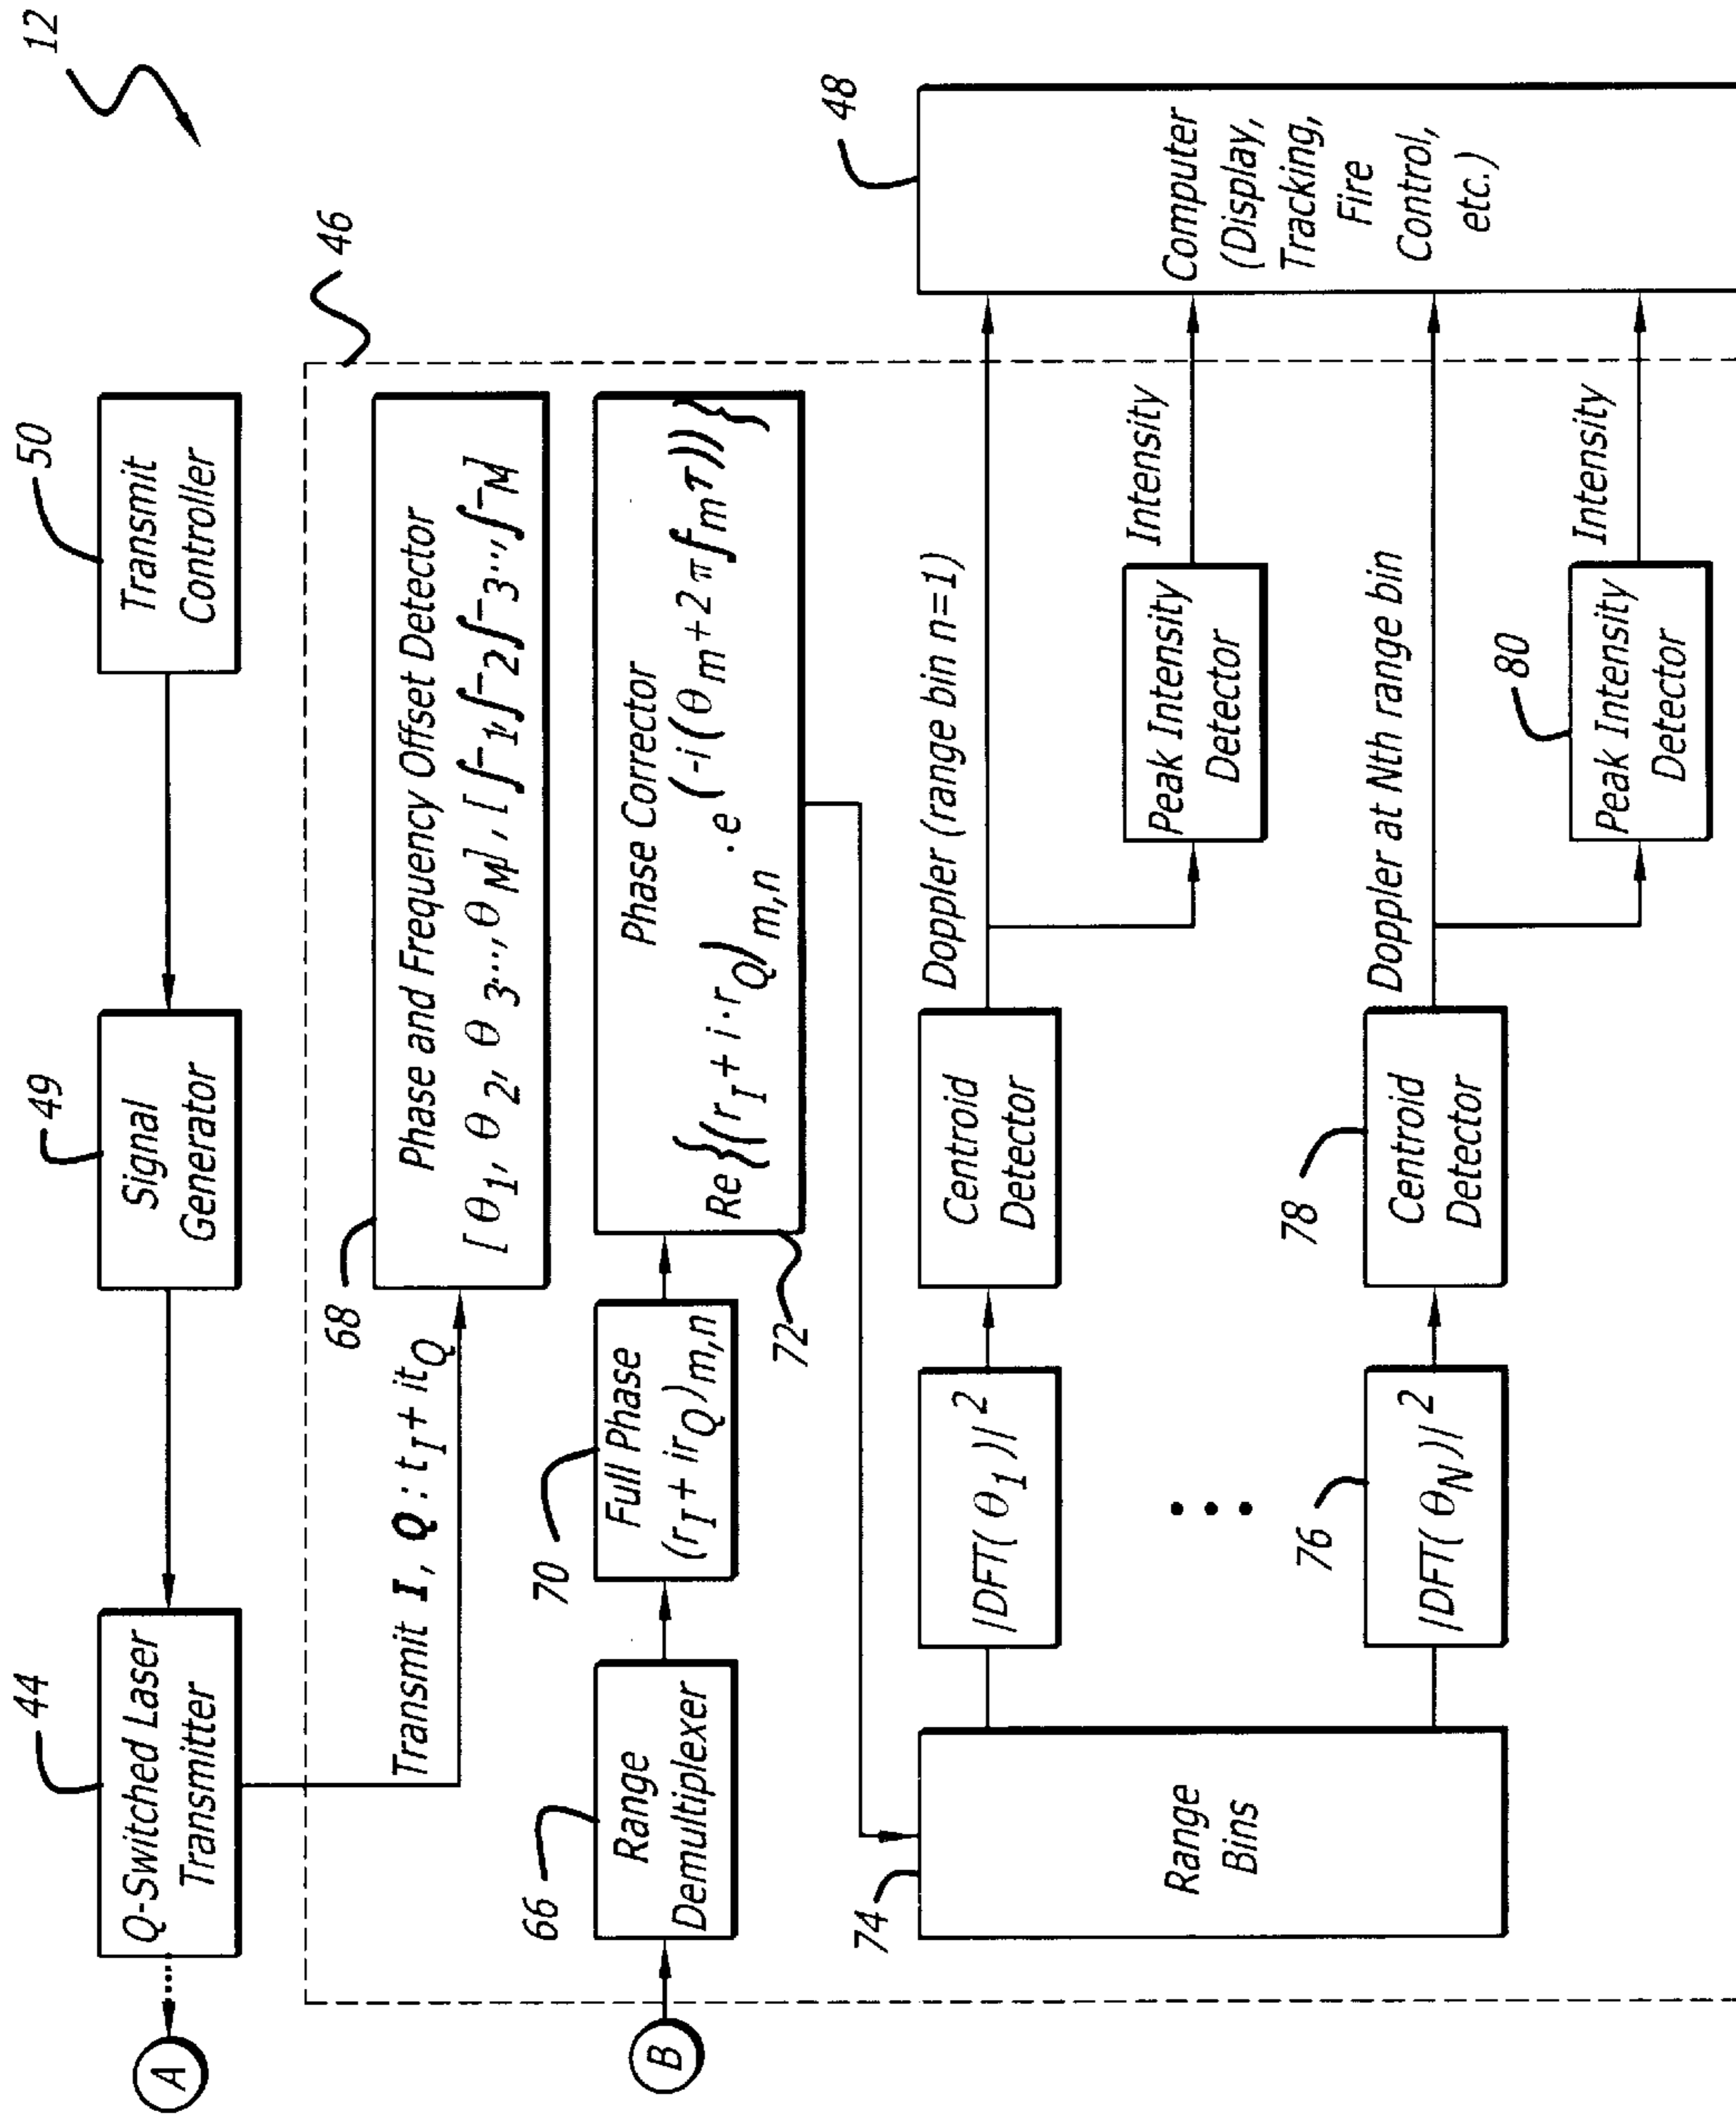 12
44
Q-Switched Laser
Transmitter
49
Signal
Generator
50
Transmit
Controller
A
46
Transmit I, Q : t_I + it_Q
68
Phase and Frequency Offset Detector
[θ_1, θ_2, θ_3..., θ_M], [f_1, f_2 f_3..., f_M]
B
66
Range
Demultiplexer
70
Full Phase
(r_I + ir_Q)_m,n
72
Phase Corrector
Re{(r_I + i·r_Q)_m,n · e^(-i(θ_m + 2π f_m τ))}
74
Range
Bins
|DFT(θ_1)|^2
Centroid
Detector
Doppler (range bin n=1)
Peak Intensity
Detector
Intensity
76
|DFT(θ_N)|^2
78
Centroid
Detector
Doppler at Nth range bin
80
Peak Intensity
Detector
Intensity
48
Computer
(Display,
Tracking,
Fire
Control,
etc.)